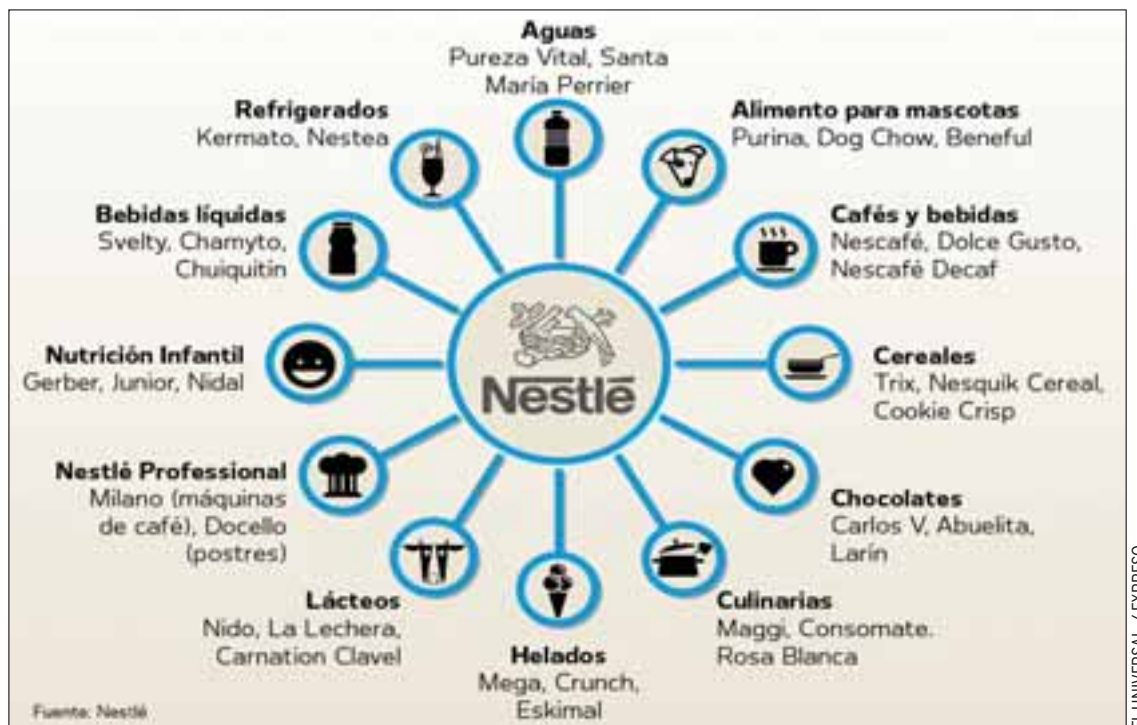 Aguas
Pureza Vital, Santa
María Perrier
Refrigerados
Kermato, Nestea
Alimento para mascotas
Purina, Dog Chow, Beneful
Bebidas líquidas
Svelty, Chamyto,
Chuiquitin
Cafés y bebidas
Nescafé, Dolce Gusto,
Nescafé Decaf
Nutrición Infantil
Gerber, Junior, Nidal
Nestlé
Cereales
Trix, Nesquik Cereal,
Cookie Crisp
Nestlé Professional
Milano (máquinas
de café), Docello
(postres)
Chocolates
Carlos V, Abuelita,
Larín
Lácteos
Nido, La Lechera,
Carnation Clavel
Helados
Mega, Crunch,
Eskimal
Culinarias
Maggi, Consomate.
Rosa Blanca
Fuente: Nestlé
EL UNIVERSAL / EXPRESO